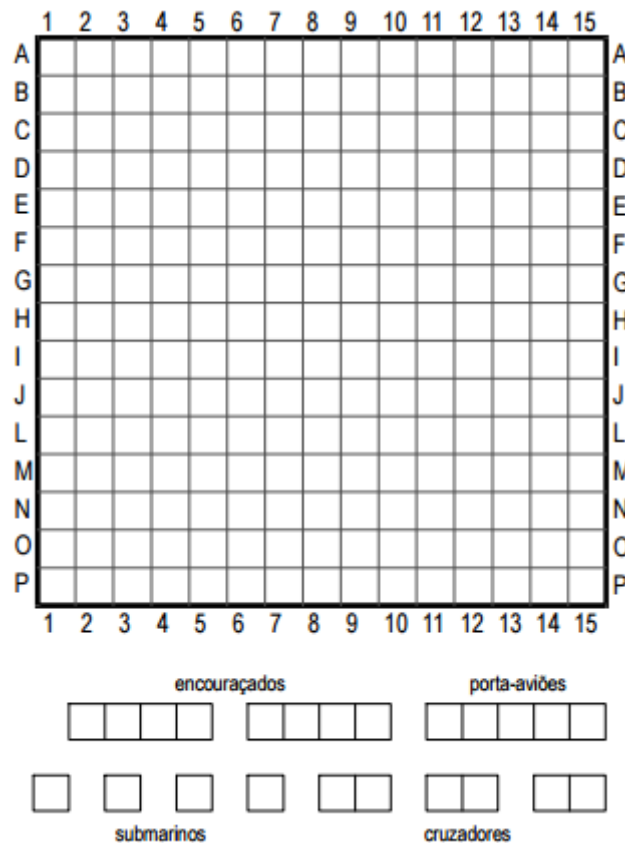 1 2 3 4 5 6 7 8 9 10 11 12 13 14 15
A A
B B
C C
D D
E E
F F
G G
H H
I I
J J
L L
M M
N N
O O
P P
1 2 3 4 5 6 7 8 9 10 11 12 13 14 15
encouraçados porta-aviões
submarinos cruzadores